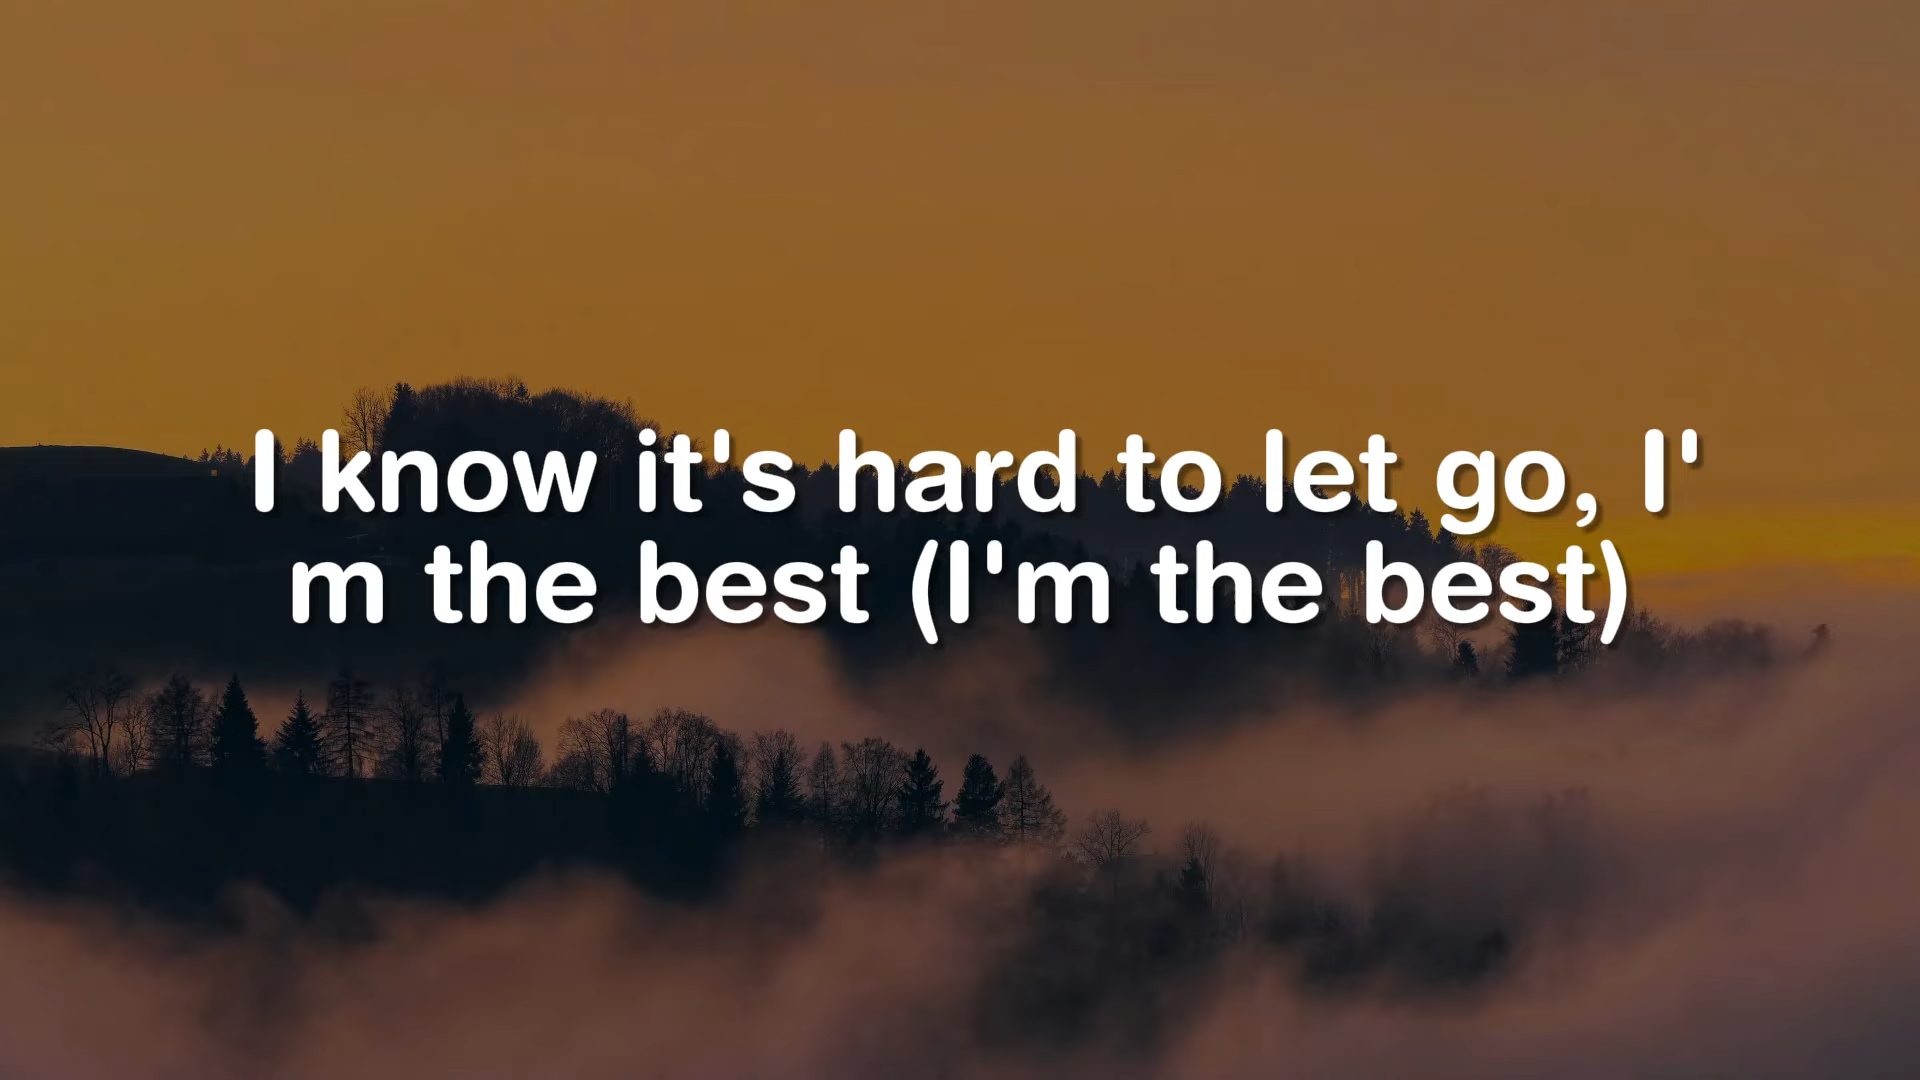 I know it's hard to let go, I'
m the best (I'm the best)